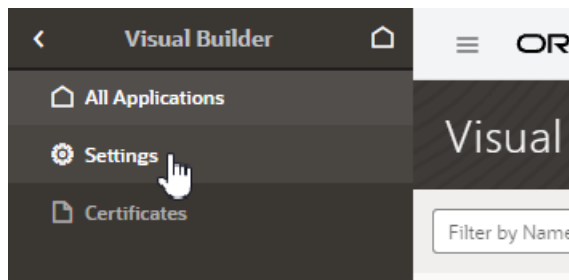 Visual Builder
All Applications
Settings
Certificates
OR
Visual
Filter by Name